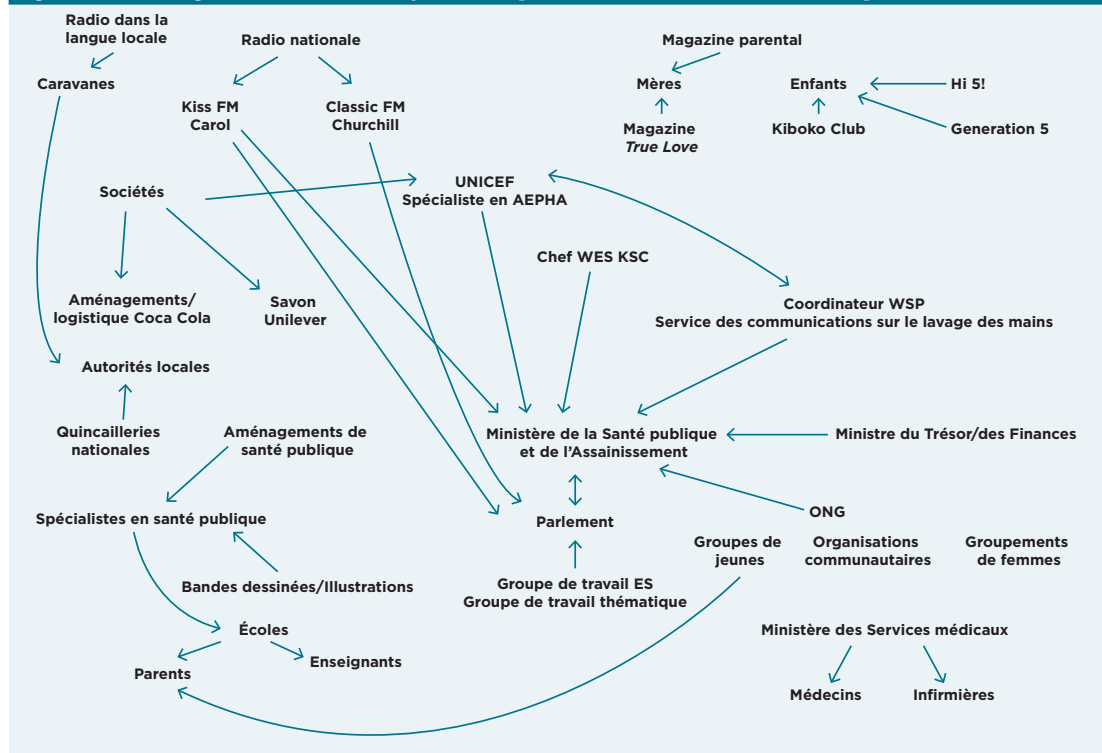 Radio dans la
langue locale
Radio nationale
Magazine parental
Caravanes
Mères
Enfants
Hi 5!
Kiss FM
Carol
Classic FM
Churchill
Magazine
True Love
Kiboko Club
Generation 5
Sociétés
UNICEF
Spécialiste en AEPHA
Chef WES KSC
Aménagements/
logistique Coca Cola
Savon
Unilever
Coordinateur WSP
Service des communications sur le lavage des mains
Autorités locales
Quincailleries
nationales
Aménagements de
santé publique
Ministère de la Santé publique
et de l'Assainissement
Ministre du Trésor/des Finances
Spécialistes en santé publique
Parlement
ONG
Groupes de
jeunes
Organisations
communautaires
Groupements
de femmes
Bandes dessinées/Illustrations
Groupe de travail ES
Groupe de travail thématique
Écoles
Enseignants
Parents
Ministère des Services médicaux
Médecins
Infirmières